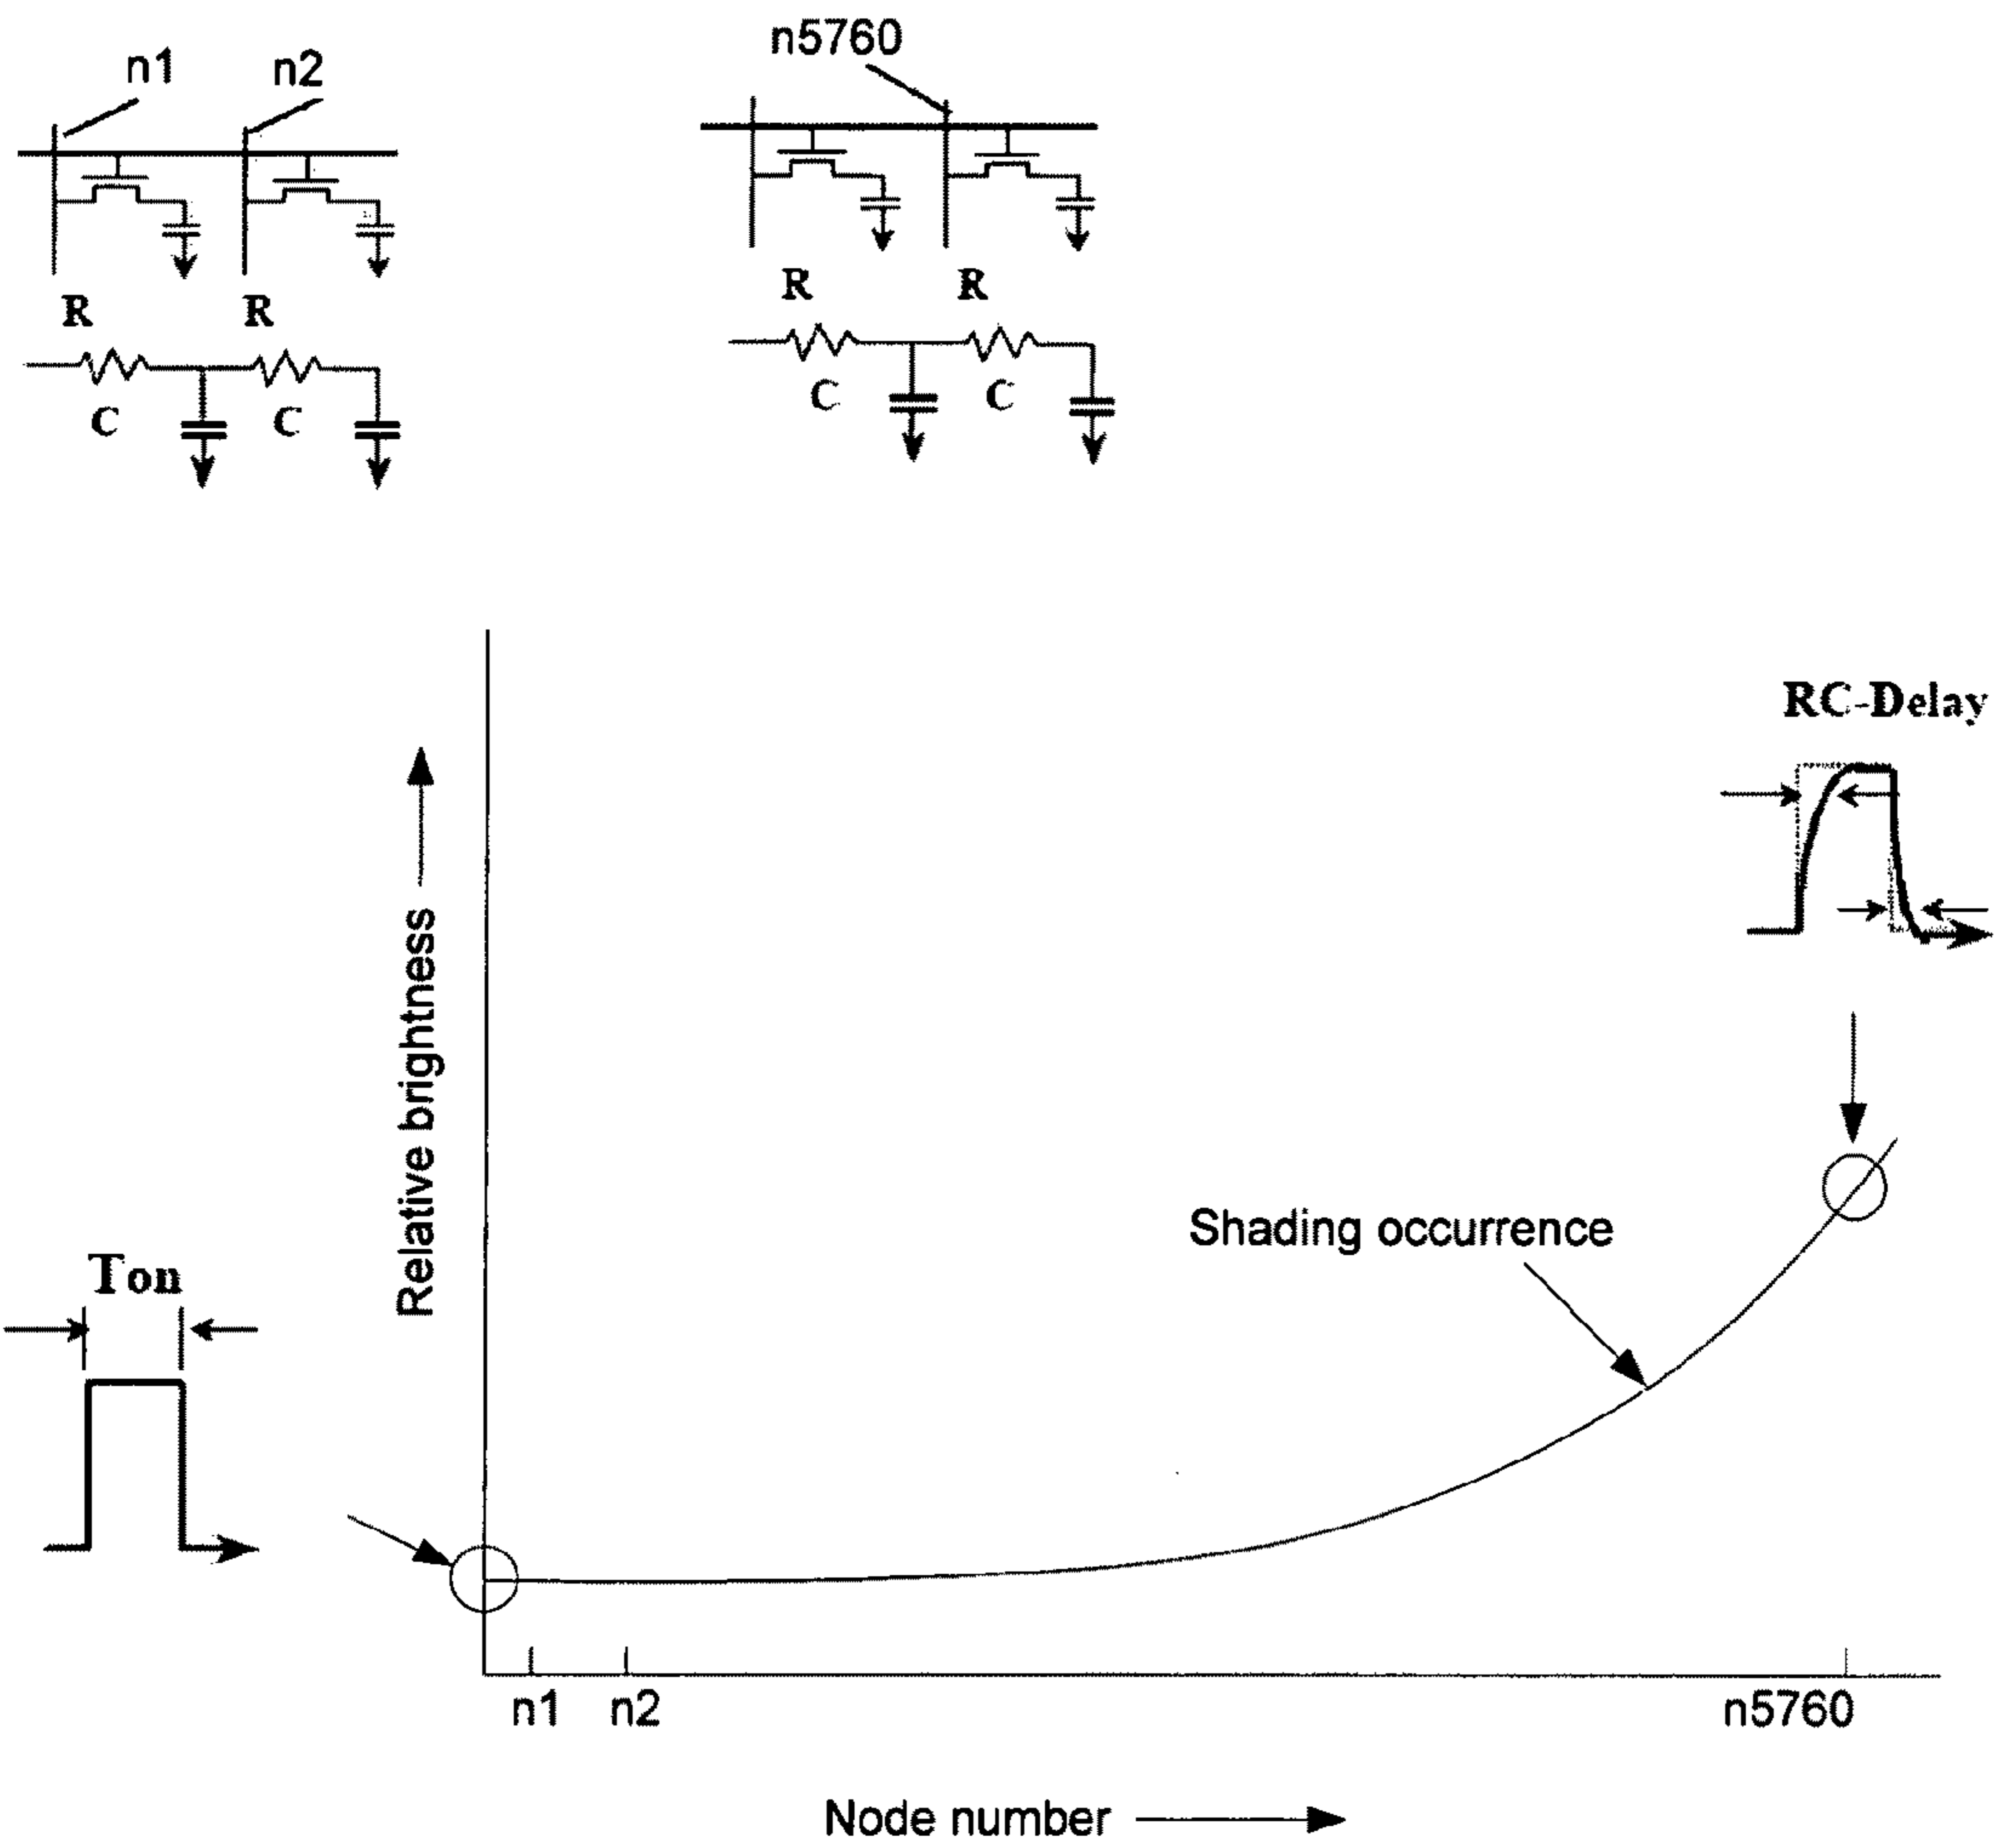 n1
n2
n5760
R
R
C
C
R
R
C
C
RC-Delay
Relative brightness
Shading occurrence
Ton
n1
n2
n5760
Node number